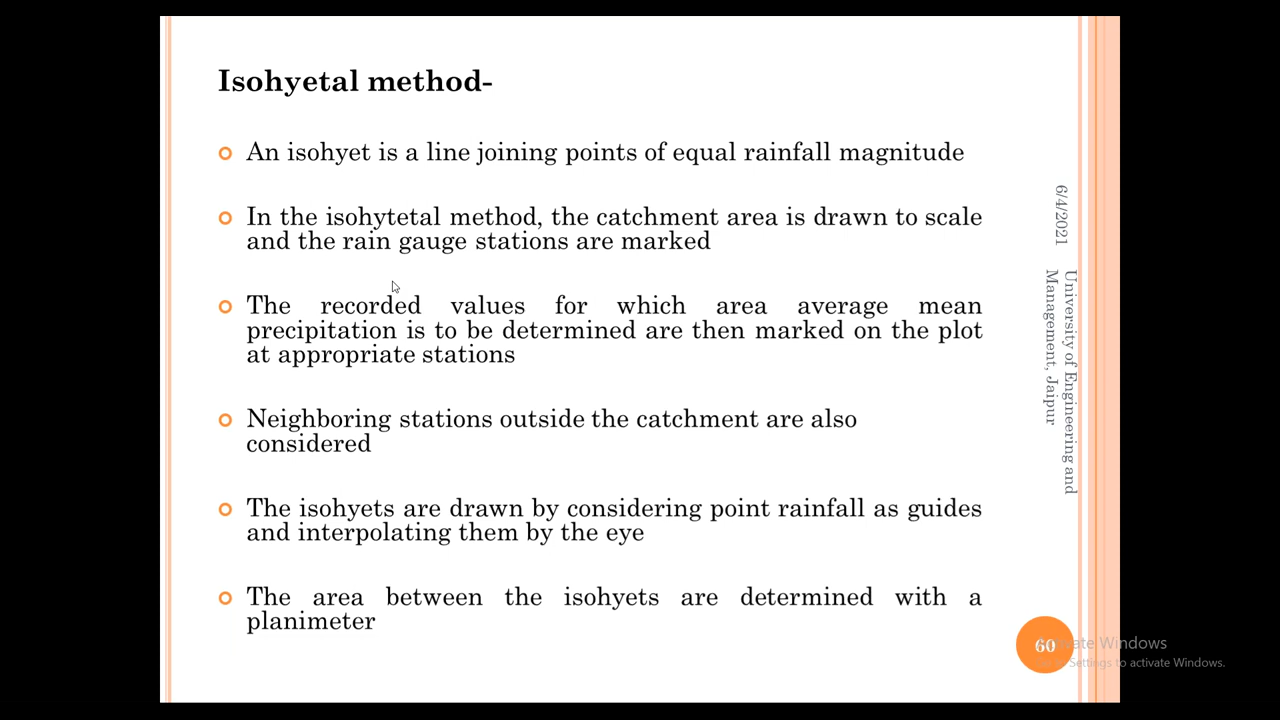 Isohyetal method-
An isohyet is a line joining points of equal rainfall magnitude
In the isohytetal method, the catchment area is drawn to scale
and the rain gauge stations are marked
The recorded values for which area average mean
precipitation is to be determined are then marked on the plot
at appropriate stations
Neighboring stations outside the catchment are also
considered
The isohyets are drawn by considering point rainfall as guides
and interpolating them by the eye
The area between the isohyets are determined with a
planimeter
6/4/2021
University of Engineering and
Management, Jaipur
60
Windows
Settings to activate Windows.